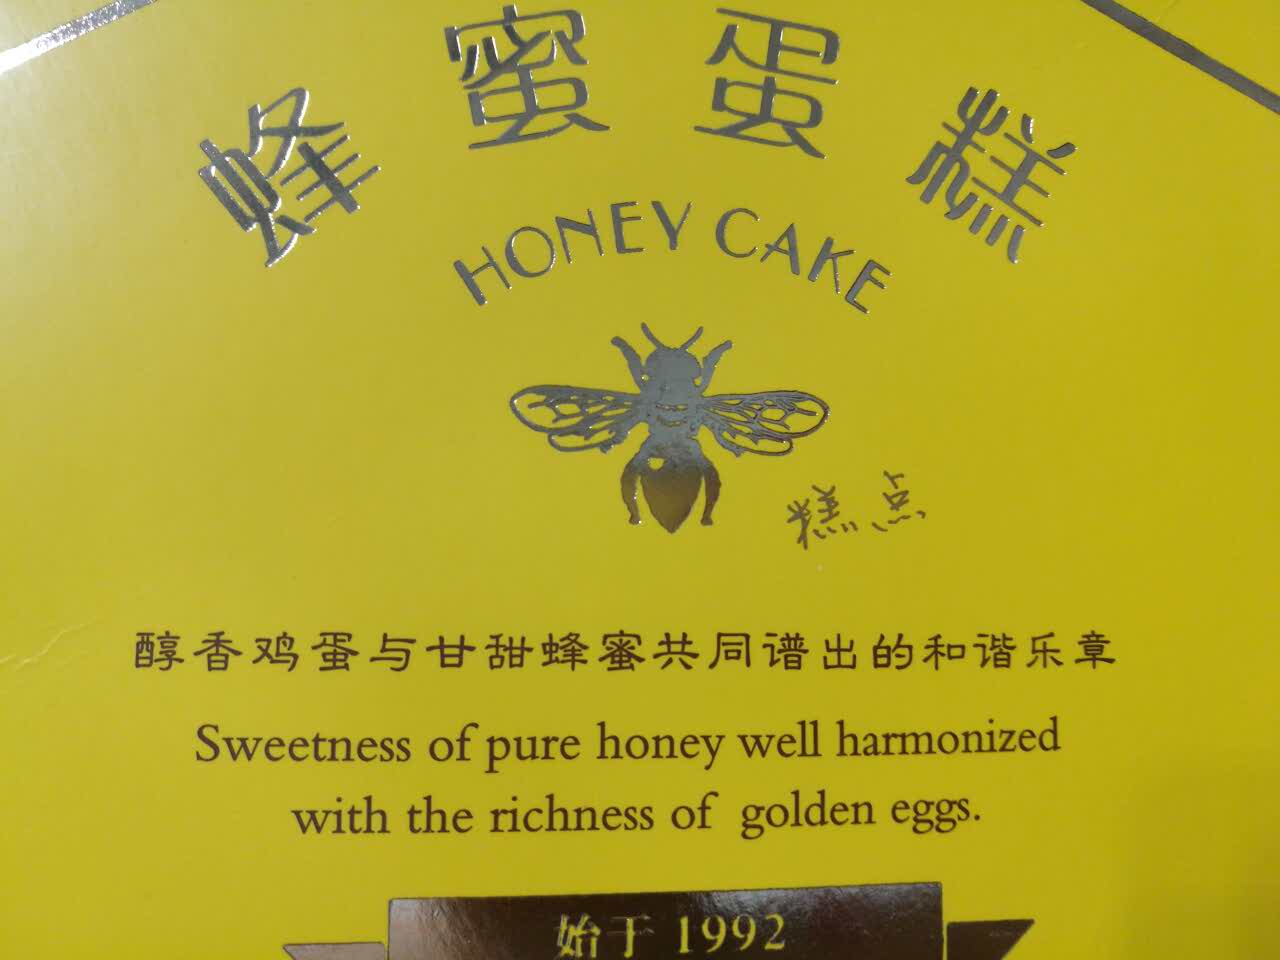 蜂蜜蛋糕
HONEY CAKE
糕点
醇香鸡蛋与甘甜蜂蜜共同谱出的和谐乐章
Sweetness of pure honey well harmonized
with the richness of golden eggs.
始于 1992